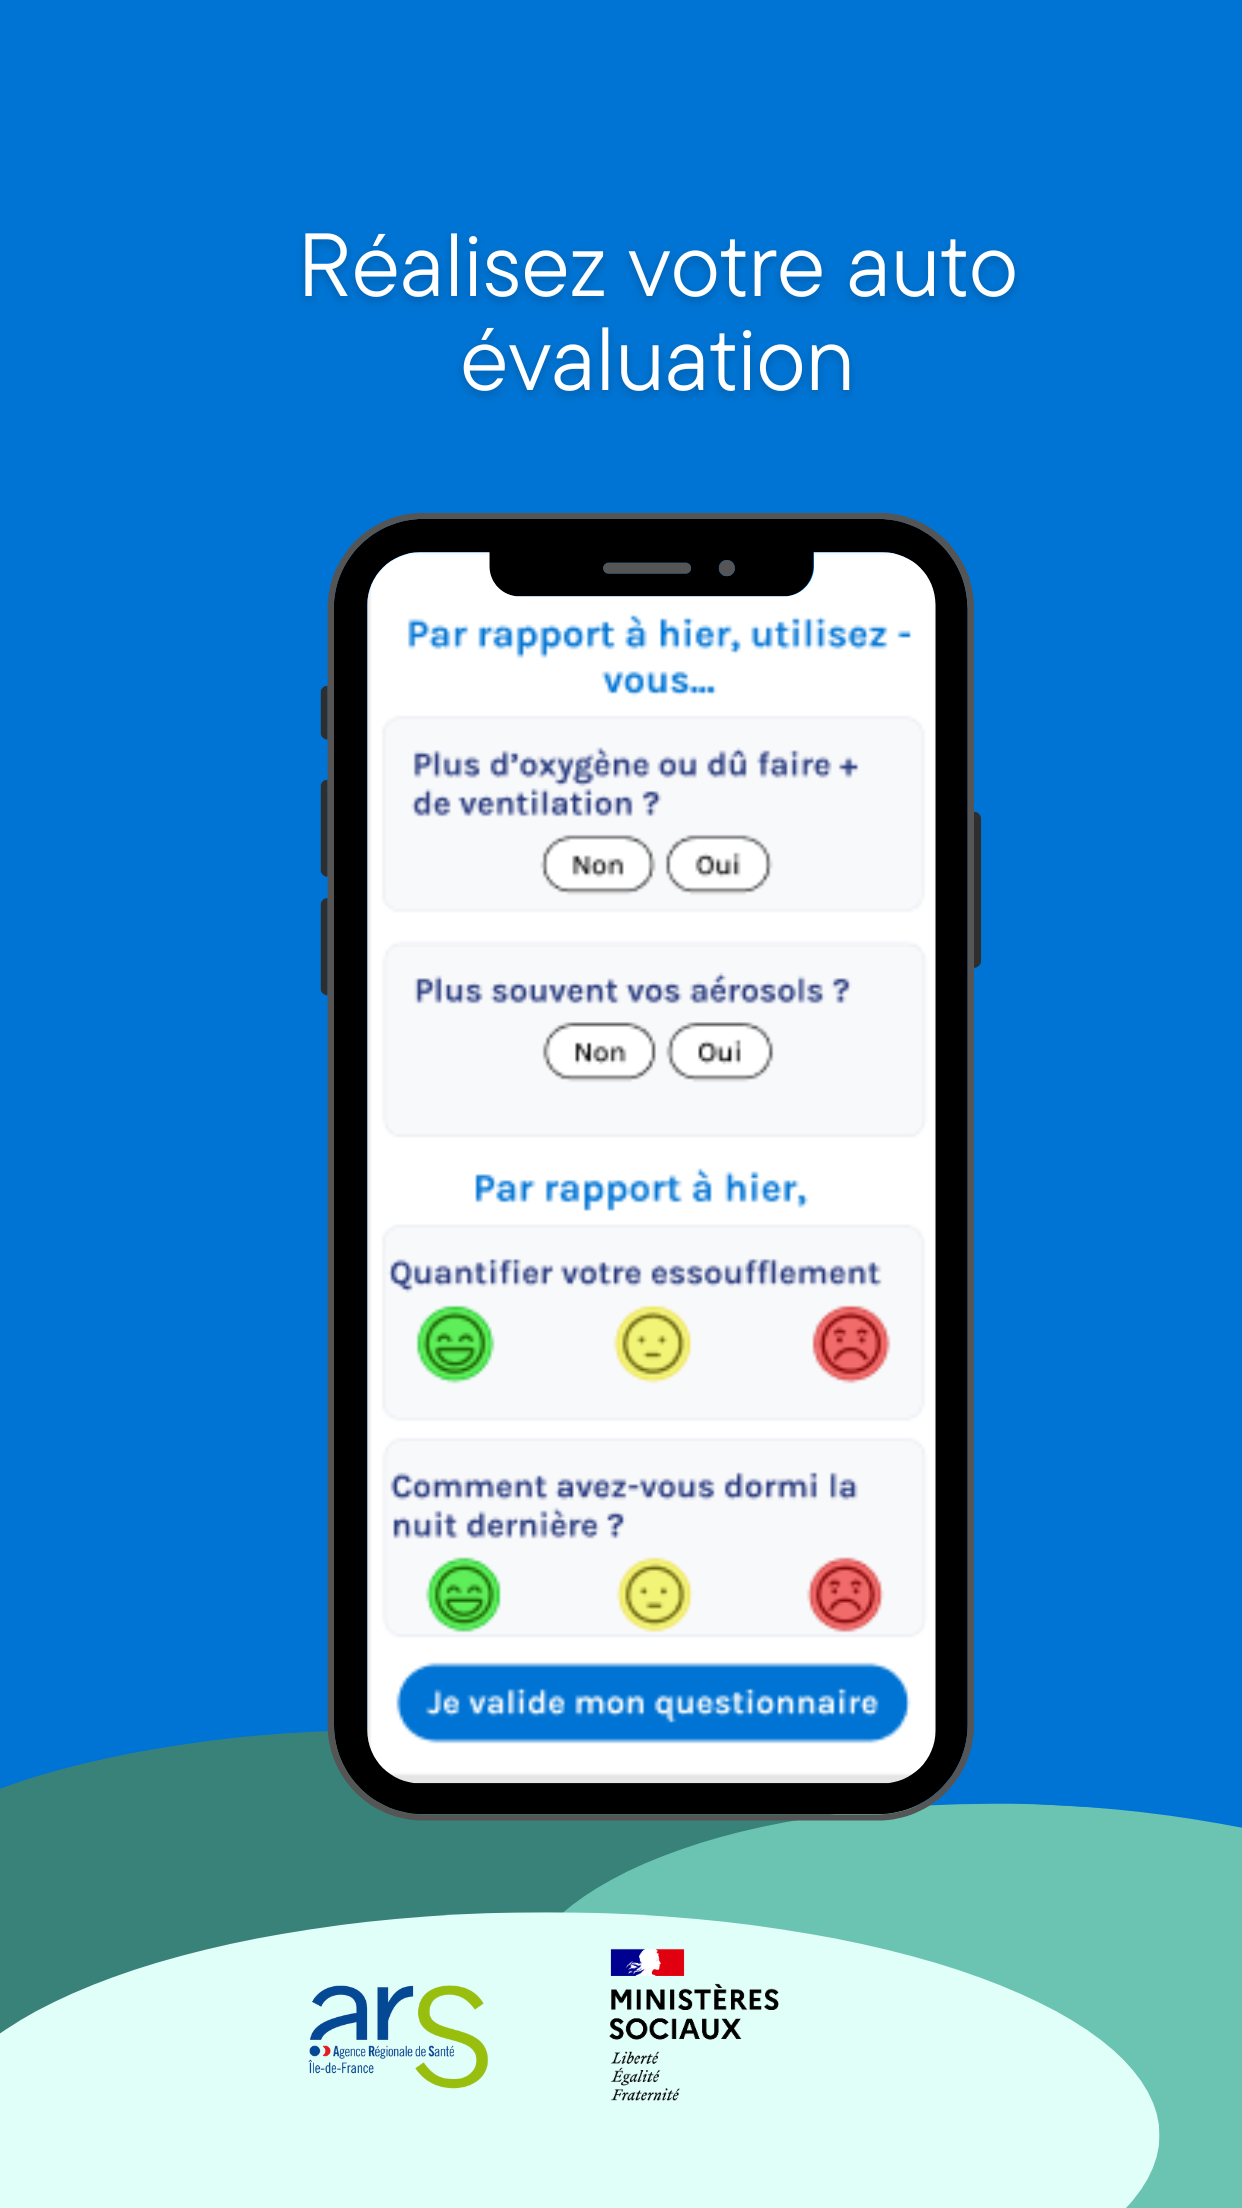 Réalisez votre auto
évaluation
Par rapport à hier, utilisez -
vous...
Plus d'oxygène ou dû faire +
de ventilation ?
Non Oui
Plus souvent vos aérosols ?
Non Oui
Par rapport à hier,
Quantifier votre essoufflement
Comment avez-vous dormi la
nuit dernière ?
Je valide mon questionnaire
ars
Agence Régionale de Santé
Île-de-France
MINISTÈRES
SOCIAUX
Liberté
Égalité
Fraternité